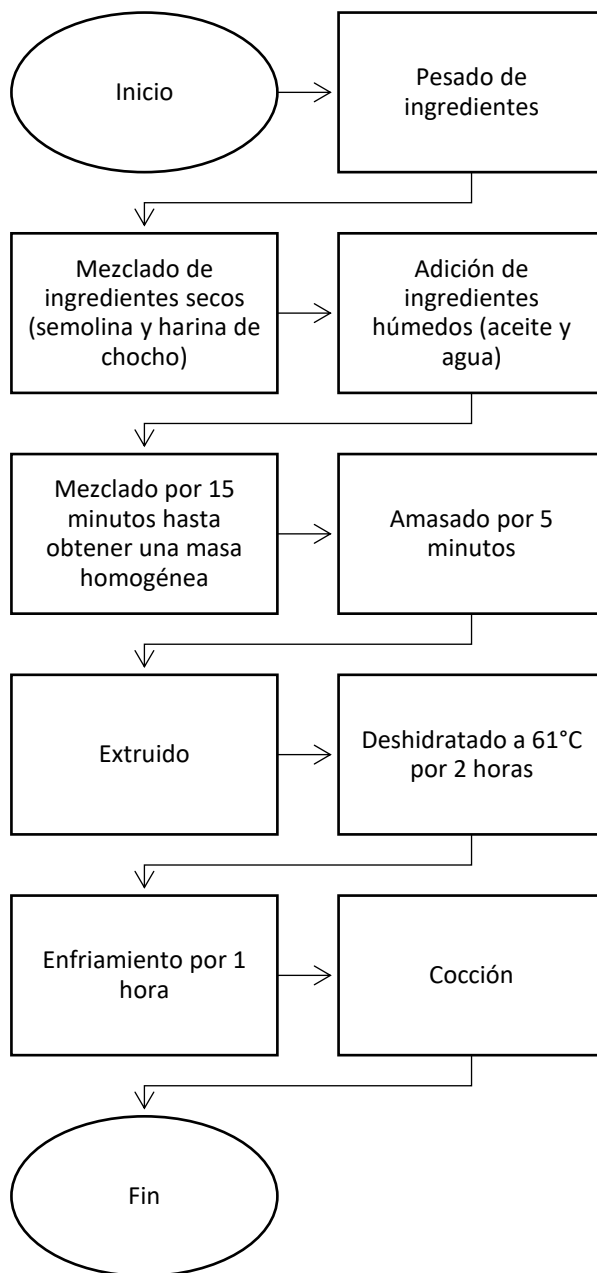 Inicio
Pesado de
ingredientes
Mezclado de
ingredientes secos
(semolina y harina de
chocho)
Adición de
ingredientes
húmedos (aceite y
agua)
Mezclado por 15
minutos hasta
obtener una masa
homogénea
Amasado por 5
minutos
Extruido
Deshidratado a 61°C
por 2 horas
Enfriamiento por 1
hora
Cocción
Fin